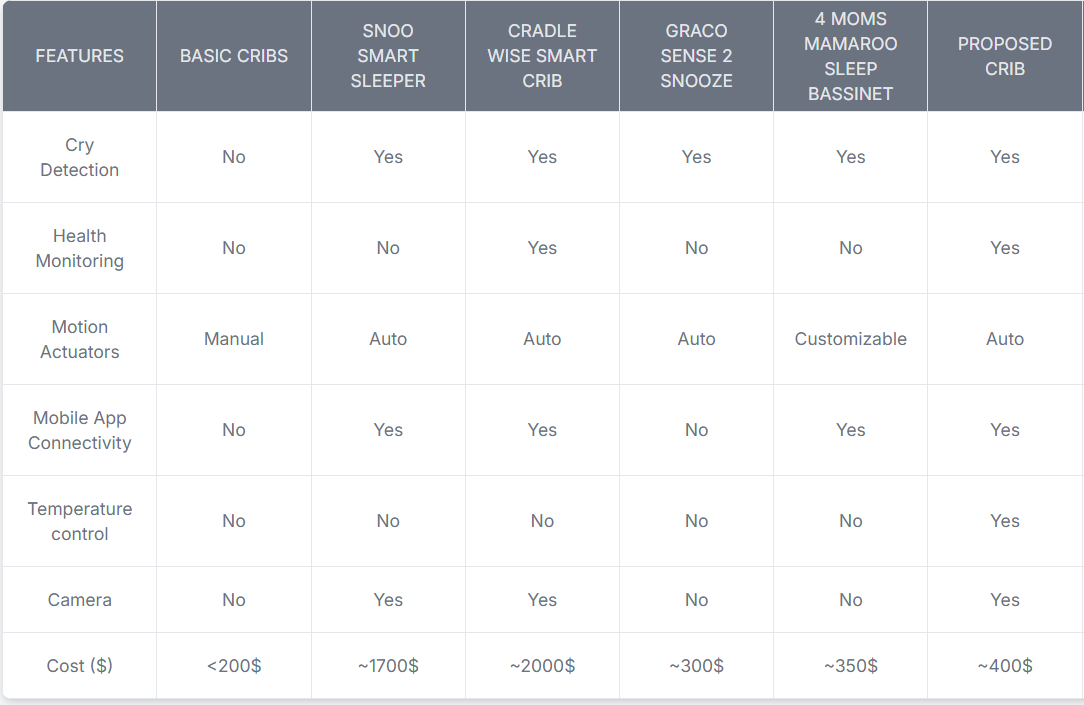 FEATURES BASIC CRIBS SNOO SMART SLEEPER CRADLE WISE SMART CRIB GRACO SENSE 2 SNOOZE 4 MOMS MAMAROO SLEEP BASSINET PROPOSED CRIB
Cry Detection No Yes Yes Yes Yes Yes
Health Monitoring No No Yes No No Yes
Motion Actuators Manual Auto Auto Auto Customizable Auto
Mobile App Connectivity No Yes Yes No Yes Yes
Temperature control No No No No No Yes
Camera No Yes Yes No No Yes
Cost ($) <200$ ~1700$ ~2000$ ~300$ ~350$ ~400$